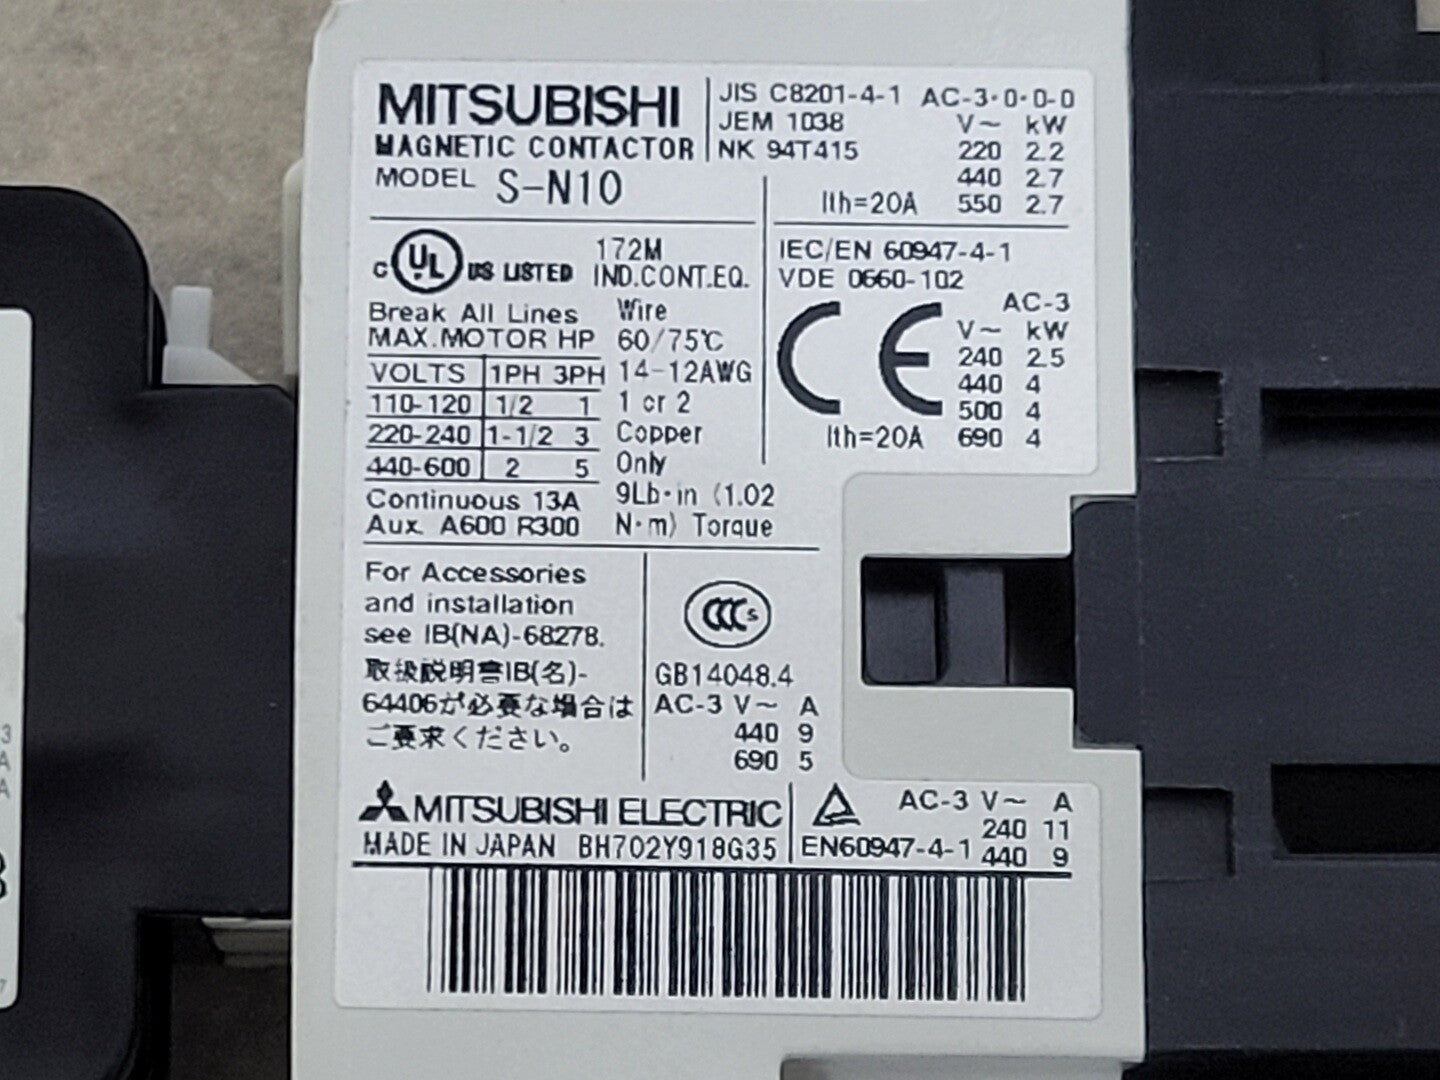 MITSUBISHI
MAGNETIC CONTACTOR
MODEL S-N10
JIS C8201-4-1 AC-3·0·0-0
JEM 1038 V~ kW
NK 94T415 220 2.2
440 2.7
Ith=20A 550 2.7
c UL US LISTED 172M
IND.CONT.EQ.
Break All Lines
MAX.MOTOR HP
VOLTS 1PH 3PH
110-120 1/2 1
220-240 1-1/2 3
440-600 2 5
Continuous 13A
Aux. A600 R300
Wire
60/75℃
14-12AWG
1 or 2
Copper
Only
9Lb·in (1.02
N·m) Torque
IEC/EN 60947-4-1
VDE 0660-102
CE
AC-3
V~ kW
240 2.5
440 4
500 4
Ith=20A 690 4
For Accessories
and installation
see IB(NA)-68278.
取扱説明書IB(名)-
64406が必要な場合は
ご要求ください。
CCC S
GB14048.4
AC-3 V~ A
440 9
690 5
MITSUBISHI ELECTRIC
MADE IN JAPAN BH702Y918G35
AC-3 V~ A
240 11
EN60947-4-1 440 9
3
A
A
7